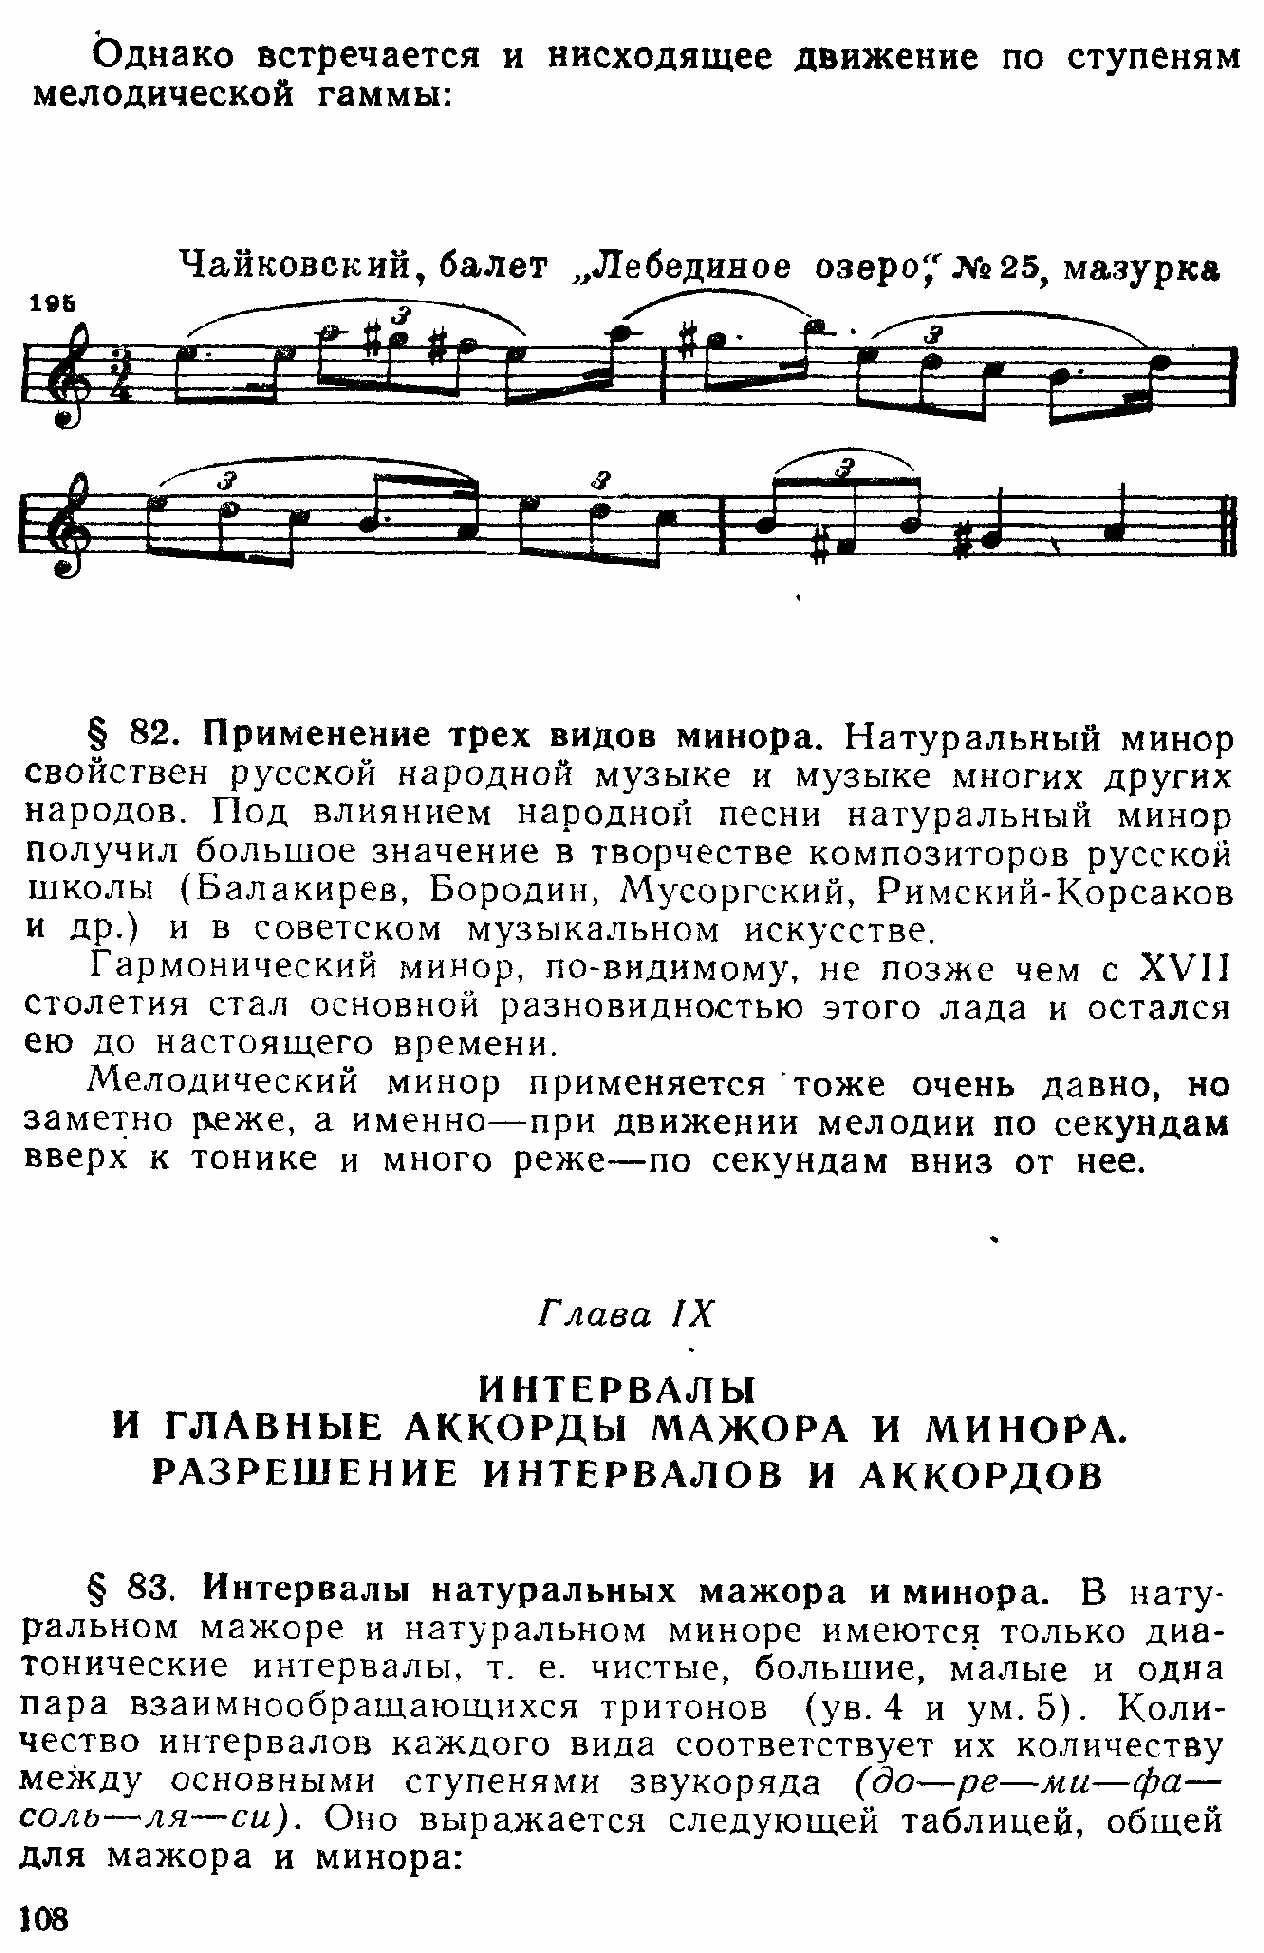 Однако встречается и нисходящее движение по ступеням
мелодической гаммы:
Чайковский, балет „Лебединое озеро“, №25, мазурка
195
3
3
4
3
3
3
3
§ 82. Применение трех видов минора. Натуральный минор
свойствен русской народной музыке и музыке многих других
народов. Под влиянием народной песни натуральный минор
получил большое значение в творчестве композиторов русской
школы (Балакирев, Бородин, Мусоргский, Римский-Корсаков
и др.) и в советском музыкальном искусстве.
Гармонический минор, по-видимому, не позже чем с XVII
столетия стал основной разновидностью этого лада и остался
ею до настоящего времени.
Мелодический минор применяется тоже очень давно, но
заметно реже, а именно—при движении мелодии по секундам
вверх к тонике и много реже—по секундам вниз от нее.
Глава IX
ИНТЕРВАЛЫ
И ГЛАВНЫЕ АККОРДЫ МАЖОРА И МИНОРА.
РАЗРЕШЕНИЕ ИНТЕРВАЛОВ И АККОРДОВ
§ 83. Интервалы натуральных мажора и минора. В нату-
ральном мажоре и натуральном миноре имеются только диа-
тонические интервалы, т. е. чистые, большие, малые и одна
пара взаимнообращающихся тритонов (ув. 4 и ум. 5). Коли-
чество интервалов каждого вида соответствует их количеству
между основными ступенями звукоряда (до—ре—ми—фа—
соль—ля—си). Оно выражается следующей таблицей, общей
для мажора и минора:
108